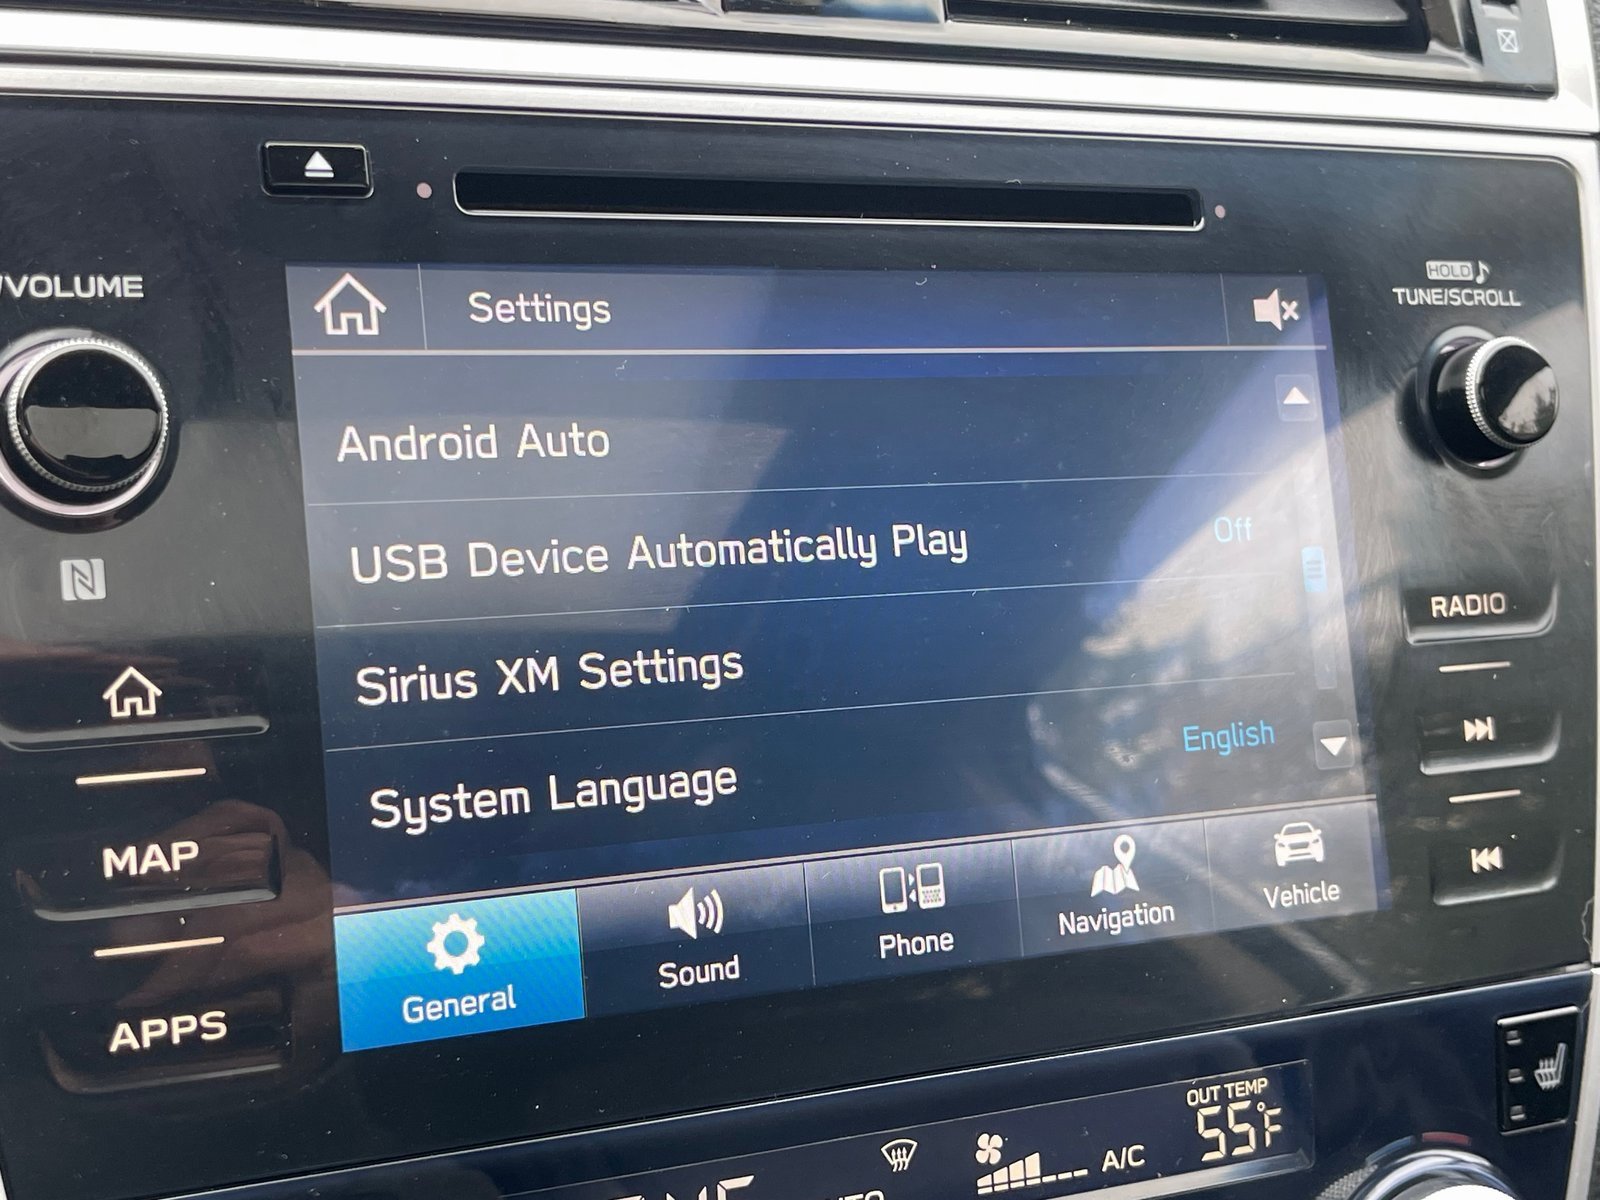 /VOLUME
HOLD
TUNE/SCROLL
Settings
Android Auto
USB Device Automatically Play
Off
Sirius XM Settings
System Language
English
General
Sound
Phone
Navigation
Vehicle
RADIO
MAP
APPS
OUT TEMP
55°F
A/C